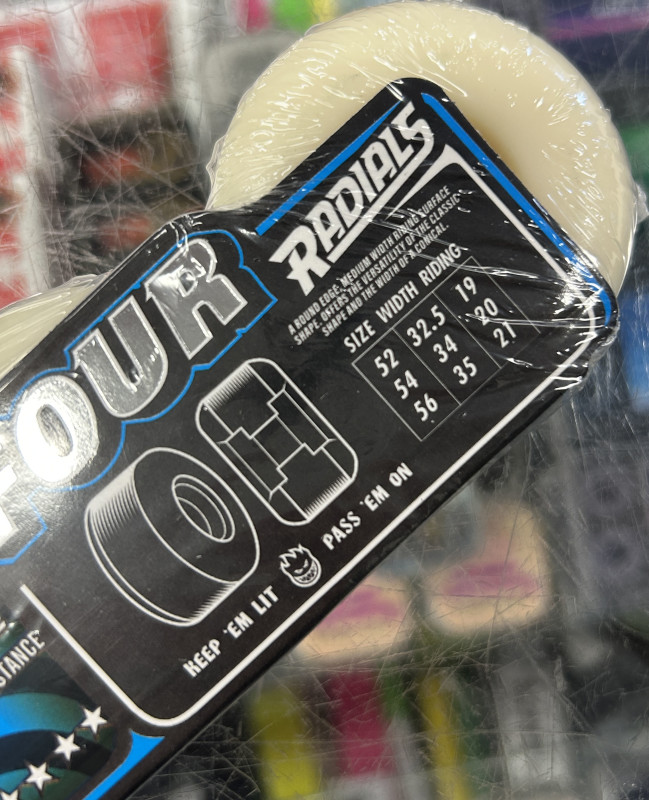 RADIALS
A ROUND EDGE, MEDIUM WIDTH RIDING SURFACE
SHAPE. OFFERS THE VERSATILITY OF THE CLASSIC
SHAPE AND THE WIDTH OF A CONICAL.
SIZE WIDTH RIDING
52 32.5 19
54 34 20
56 35 21
FOUR
KEEP 'EM LIT PASS 'EM ON